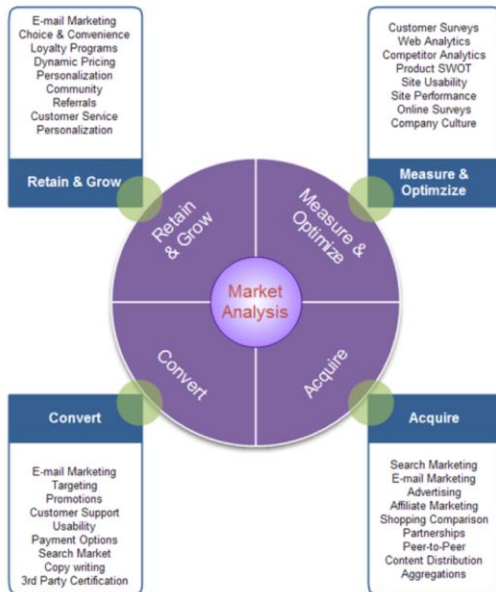 E-mail Marketing
Choice & Convenience
Loyalty Programs
Dynamic Pricing
Personalization
Community
Referrals
Customer Service
Personalization
Retain & Grow
Customer Surveys
Web Analytics
Competitor Analytics
Product SWOT
Site Usability
Site Performance
Online Surveys
Company Culture
Measure &
Optimzize
Retain
& Grow
Measure &
Optimize
Market
Analysis
Convert
Acquire
Convert
E-mail Marketing
Targeting
Promotions
Customer Support
Usability
Payment Options
Search Market
Copy writing
3rd Party Certification
Acquire
Search Marketing
E-mail Marketing
Advertising
Affiliate Marketing
Shopping Comparison
Partnerships
Peer-to-Peer
Content Distribution
Aggregations